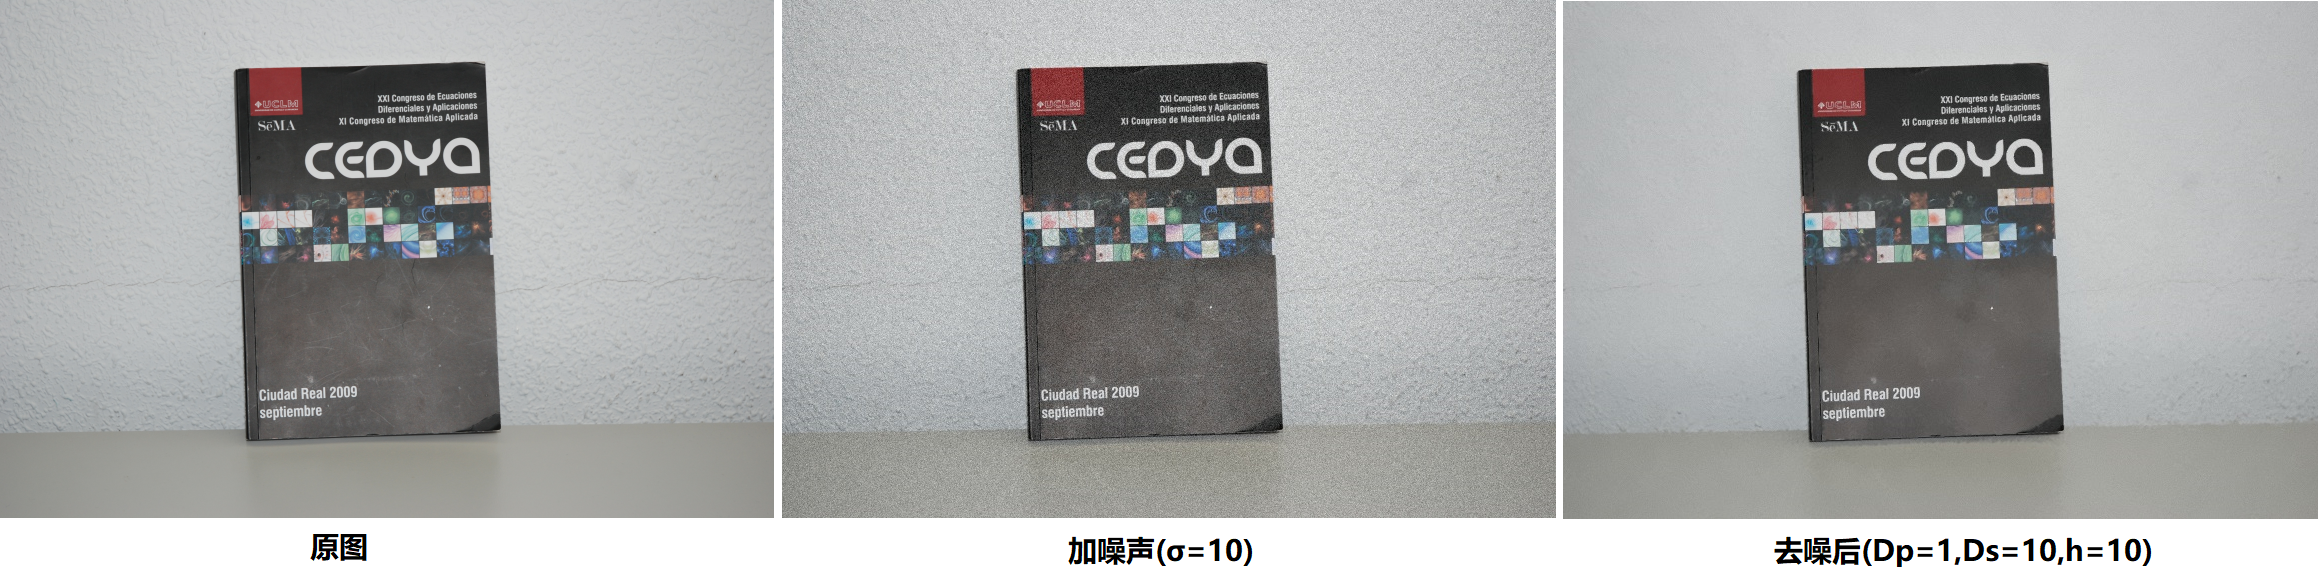 UCLM
SēMA
XXI Congreso de Ecuaciones
Diferenciales y Aplicaciones
XI Congreso de Matemática Aplicada
CEDYA
Ciudad Real 2009
septiembre
原图
UCLM
SēMA
XXI Congreso de Ecuaciones
Diferenciales y Aplicaciones
XI Congreso de Matemática Aplicada
CEDYA
Ciudad Real 2009
septiembre
加噪声(σ=10)
UCLM
SēMA
XXI Congreso de Ecuaciones
Diferenciales y Aplicaciones
XI Congreso de Matemática Aplicada
CEDYA
Ciudad Real 2009
septiembre
去噪后(Dp=1,Ds=10,h=10)